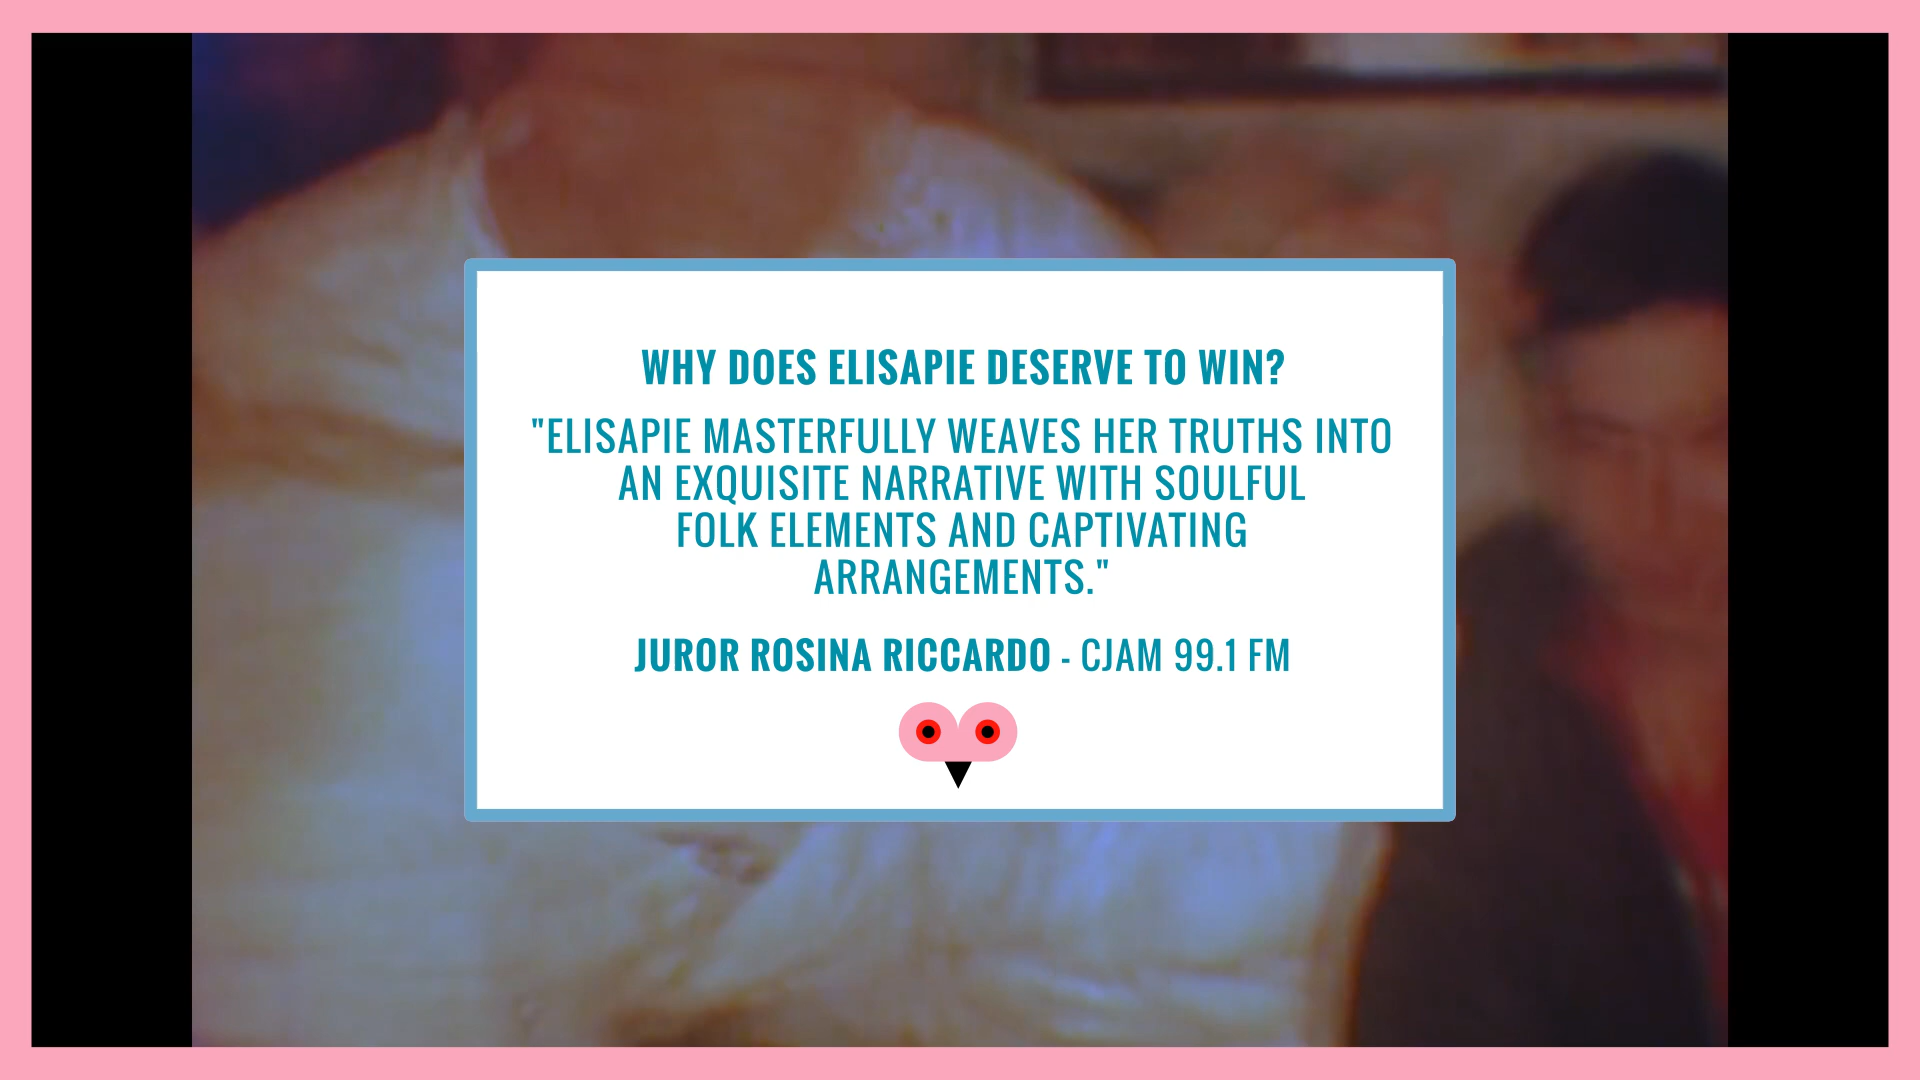 WHY DOES ELISAPIE DESERVE TO WIN?
"ELISAPIE MASTERFULLY WEAVES HER TRUTHS INTO
AN EXQUISITE NARRATIVE WITH SOULFUL
FOLK ELEMENTS AND CAPTIVATING
ARRANGEMENTS."
JUROR ROSINA RICCARDO - CJAM 99.1 FM